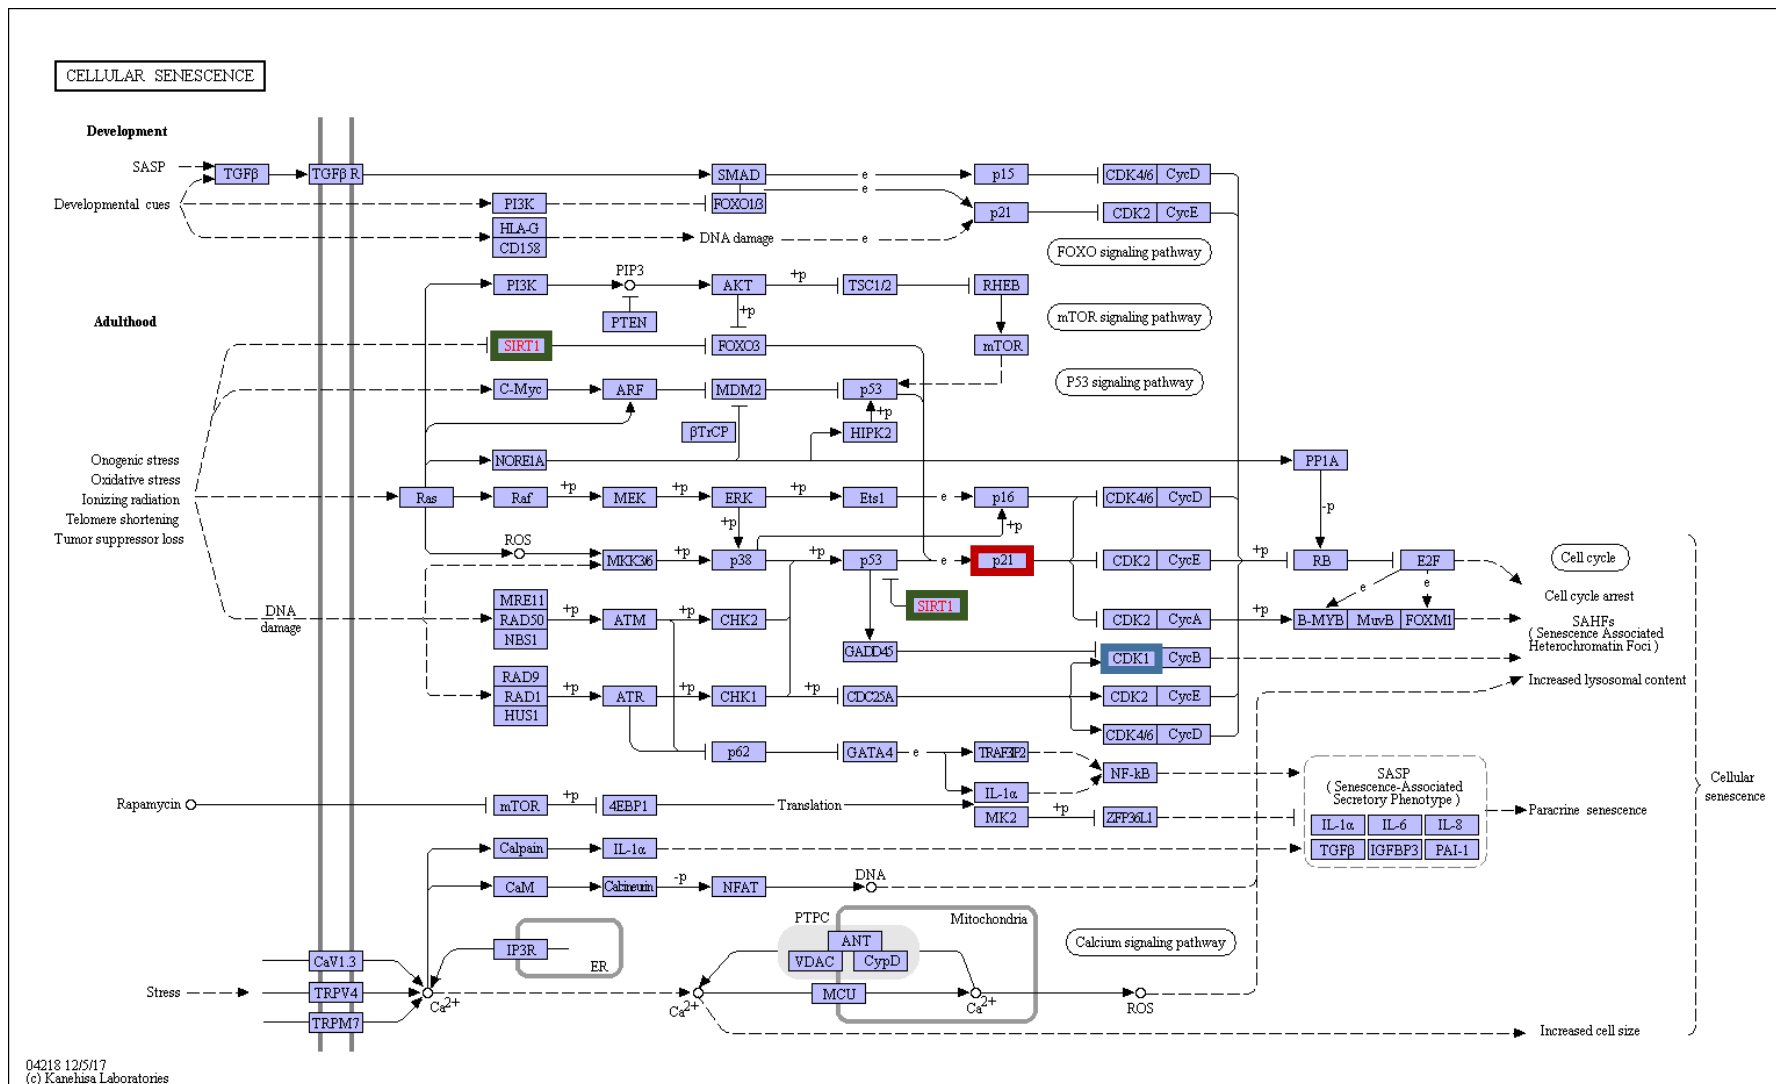 CELLULAR SENESCENCE
Development
SASP
TGFβ
TGFβ R
SMAD
e
p15
CDK4/6
CycD
e
Developmental cues
PI3K
FOXO1/3
p21
CDK2
CycE
HLA-G
CD158
DNA damage
e
FOXO signaling pathway
PIP3
PI3K
AKT
+p
TSC1/2
RHEB
+p
Adulthood
PTEN
mTOR signaling pathway
SIRT1
FOXO3
mTOR
C-Myc
ARF
MDM2
p53
P53 signaling pathway
+p
βTrCP
HIPK2
Onogenic stress
Oxidative stress
Ionizing radiation
Telomere shortening
Tumor suppressor loss
NORE1A
PP1A
Ras
Raf
+p
MEK
+p
ERK
+p
Ets1
e
p16
CDK4/6
CycD
-p
+p
+p
ROS
MKK3/6
+p
p38
+p
p53
e
p21
CDK2
CycE
+p
RB
E2F
Cell cycle
e
e
Cell cycle arrest
SIRT1
DNA
damage
MRE11
RAD50
NBS1
+p
ATM
+p
CHK2
CDK2
CycA
+p
B-MYB
MuvB
FOXM1
SAHFs
( Senescence Associated
Heterochromatin Foci )
GADD45
CDK1
CycB
Increased lysosomal content
RAD9
RAD1
HUS1
+p
ATR
+p
CHK1
+p
CDC25A
CDK2
CycE
CDK4/6
CycD
p62
GATA4
e
TRAF3IP2
NF-kB
IL-1α
SASP
( Senescence-Associated
Secretory Phenotype )
Cellular
senescence
Rapamycin
mTOR
+p
4EBP1
Translation
MK2
+p
ZFP36L1
IL-1α
IL-6
IL-8
TGFβ
IGFBP3
PAI-1
Paracrine senescence
Calpain
IL-1α
CaM
Calcineurin
-p
NFAT
DNA
IP3R
ER
PTPC
Mitochondria
ANT
VDAC
CypD
Calcium signaling pathway
CaV1.3
Stress
TRPV4
TRPM7
Ca2+
Ca2+
MCU
Ca2+
ROS
Increased cell size
04218 12/5/17
(c) Kanehisa Laboratories